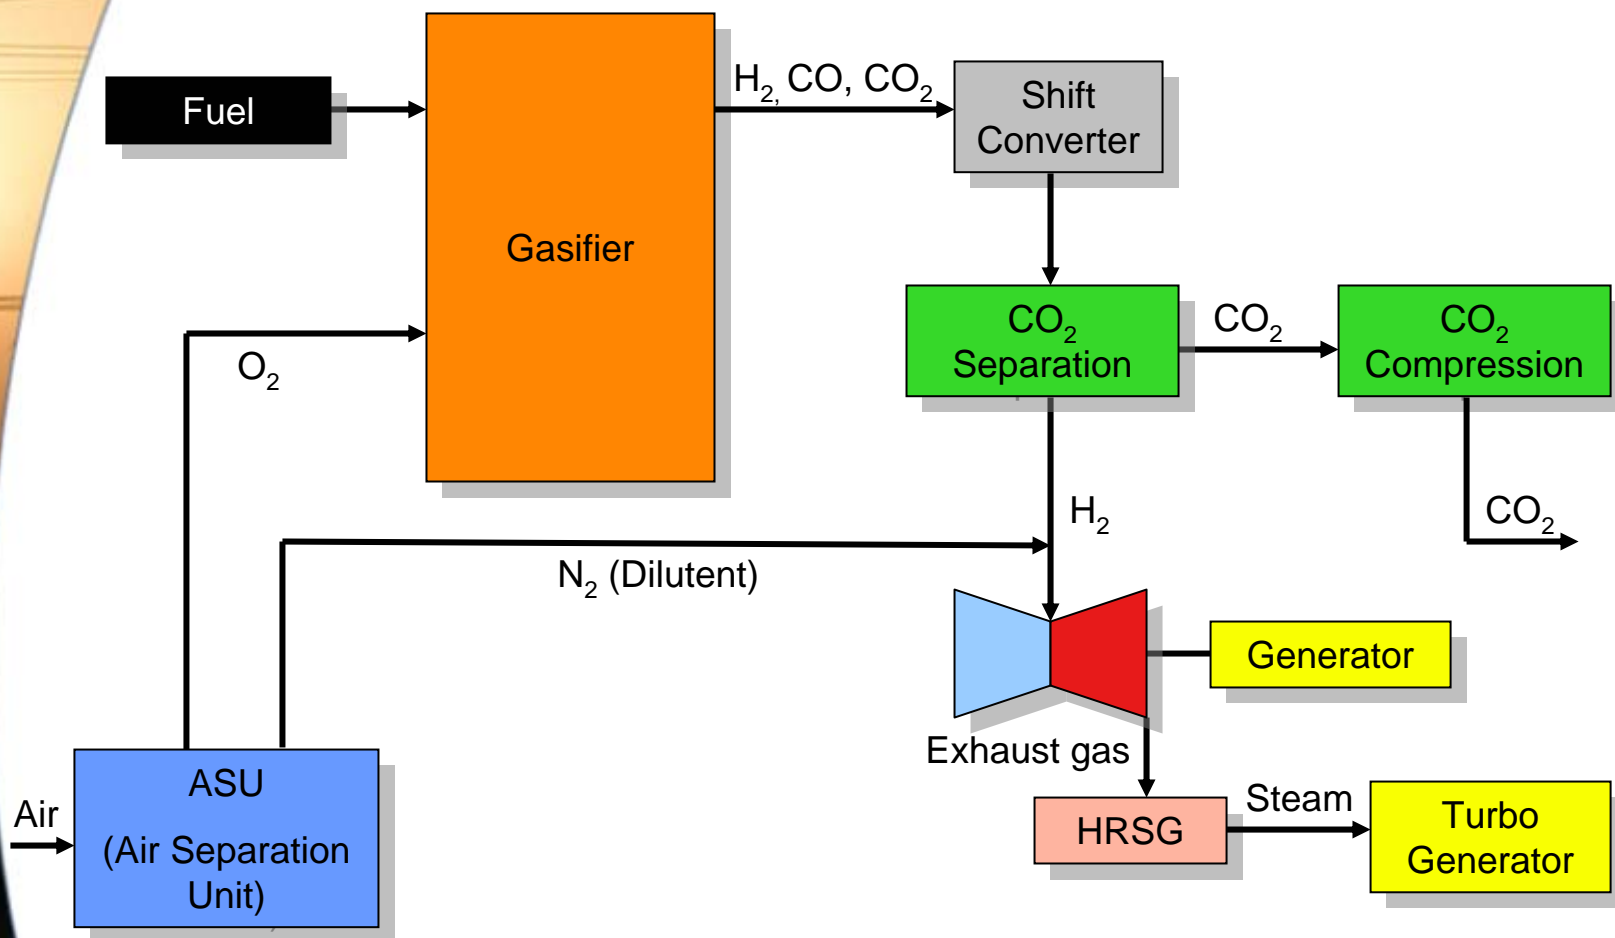 Fuel
H2, CO, CO2
Shift
Converter
Gasifier
O2
CO2
Separation
CO2
CO2
Compression
H2
CO2
N2 (Dilutent)
Generator
Exhaust gas
Air
ASU
(Air Separation
Unit)
HRSG
Steam
Turbo
Generator